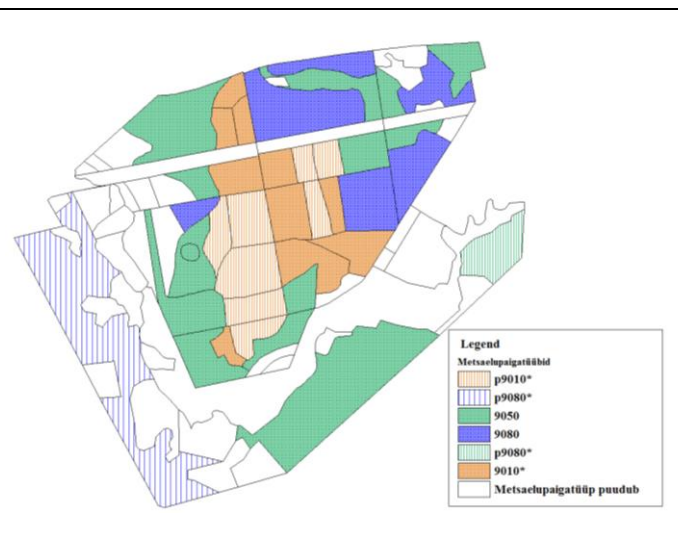 Legend
Metsaelupaigatüübid
p9010*
p9080*
9050
9080
p9080*
9010*
Metsaelupaigatüüp puudub